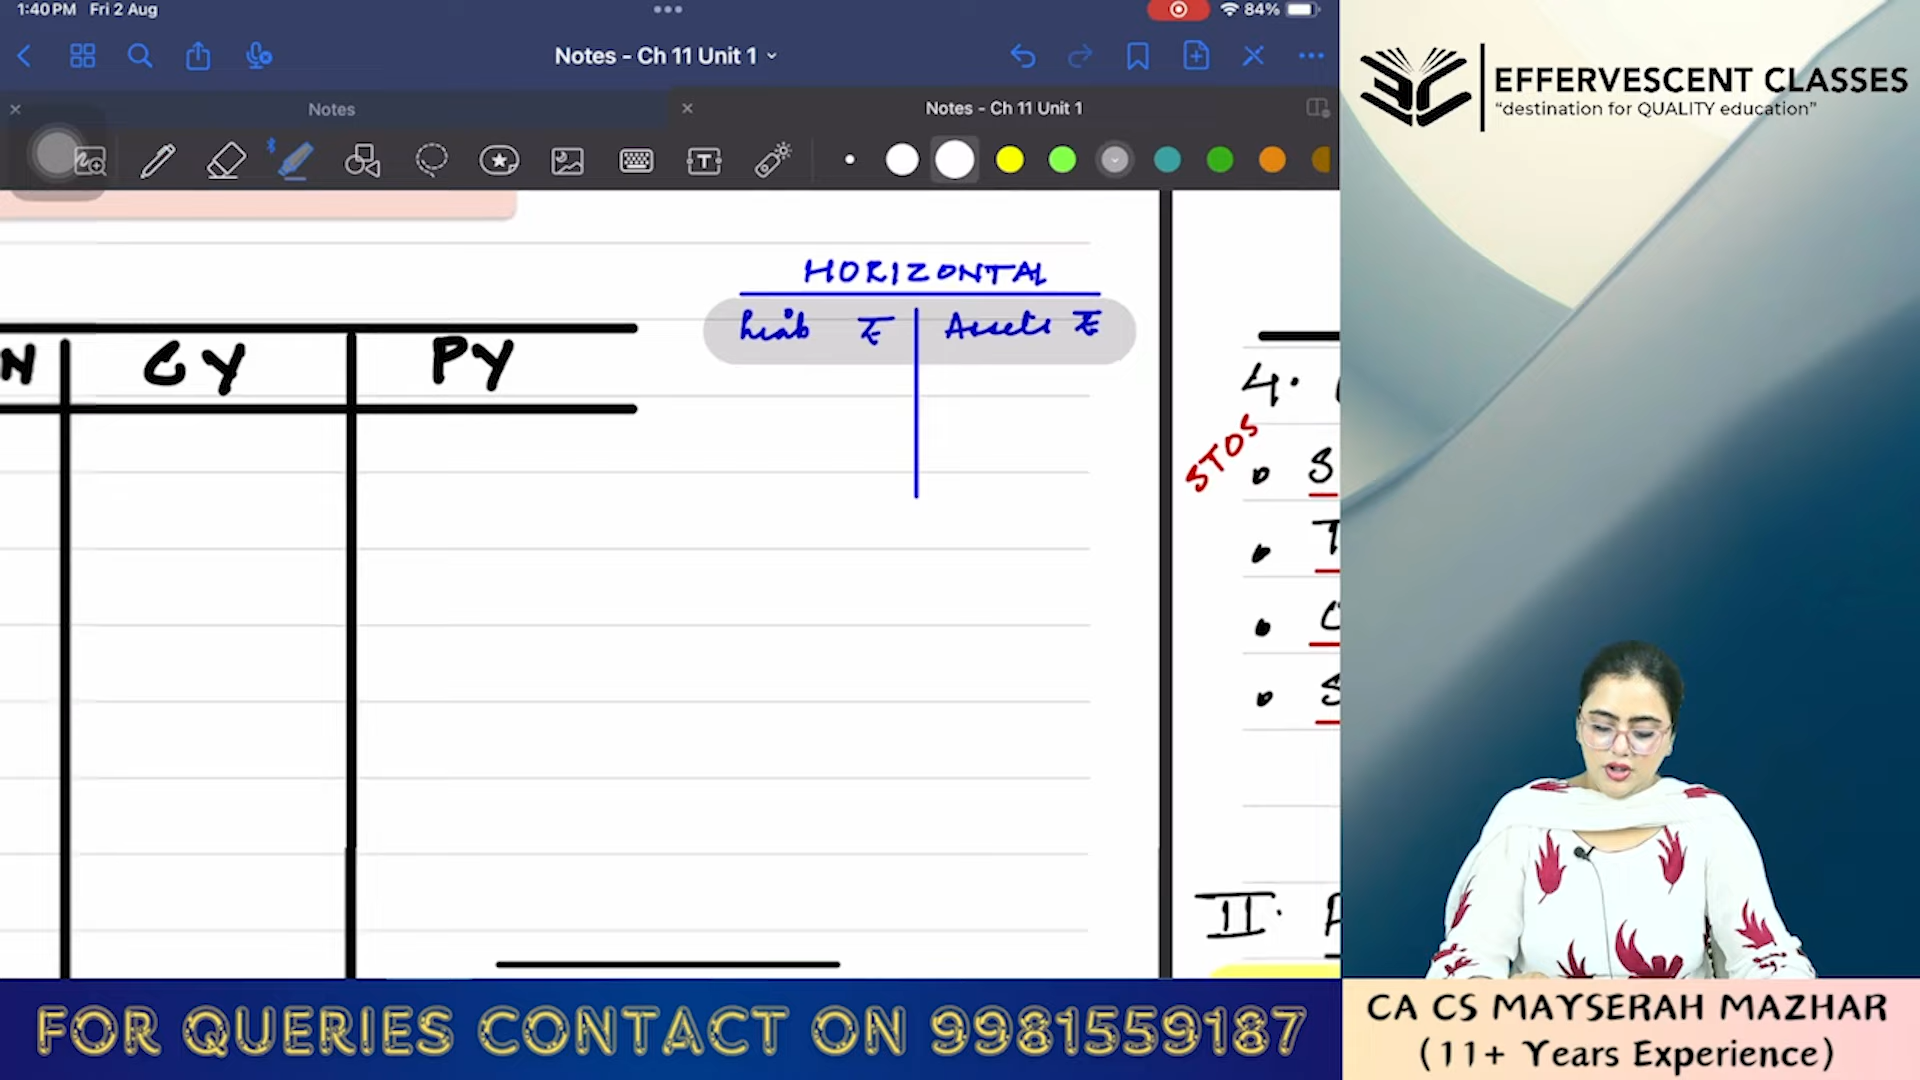 1:40 PM Fri 2 Aug
84%
Notes - Ch 11 Unit 1
Notes
Notes - Ch 11 Unit 1
T
HORIZONTAL
Liab ₹ Assets ₹
N CY PY
4.
STOS
S
T
O
S
II.
EFFERVESCENT CLASSES
"destination for QUALITY education"
FOR QUERIES CONTACT ON 9981559187
CA CS MAYSERAH MAZHAR
(11+ Years Experience)